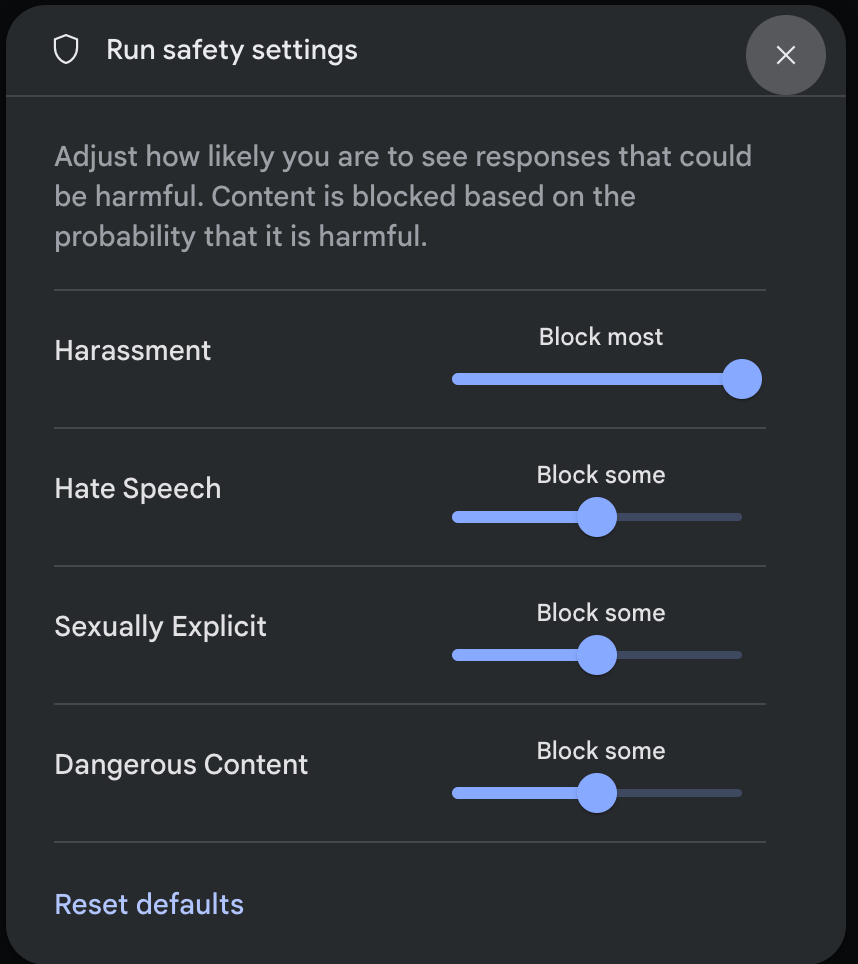 Run safety settings
Adjust how likely you are to see responses that could
be harmful. Content is blocked based on the
probability that it is harmful.
Harassment
Block most
Hate Speech
Block some
Sexually Explicit
Block some
Dangerous Content
Block some
Reset defaults